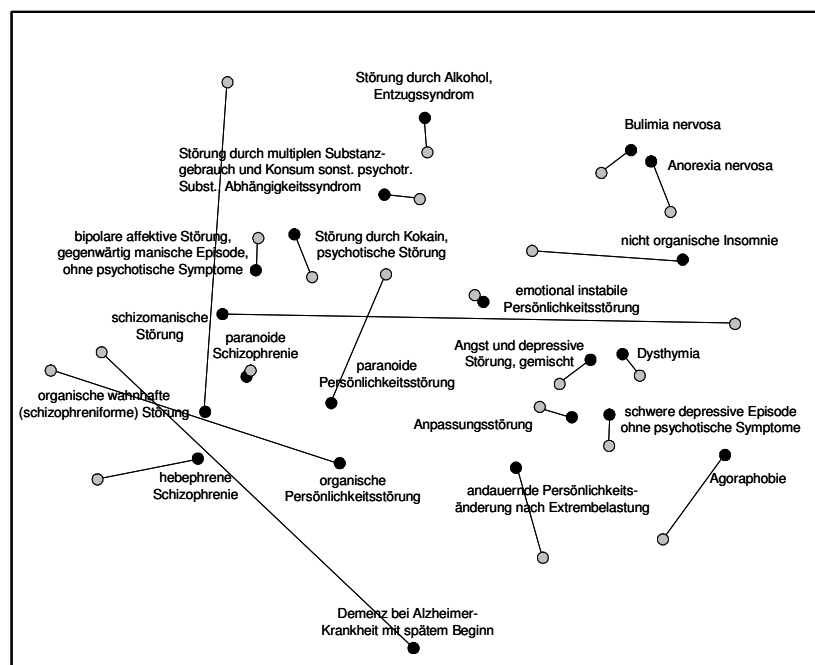 Störung durch Alkohol,
Entzugssyndrom
Bulimia nervosa
Störung durch multiplen Substanz-
gebrauch und Konsum sonst. psychotr.
Subst., Abhängigkeitssyndrom
Anorexia nervosa
bipolare affektive Störung,
gegenwärtig manische Episode,
ohne psychotische Symptome
Störung durch Kokain,
psychotische Störung
nicht organische Insomnie
emotional instabile
Persönlichkeitsstörung
schizomanische
Störung
paranoide
Schizophrenie
Angst und depressive
Störung, gemischt
Dysthymia
paranoide
Persönlichkeitsstörung
organische wahnhafte
(schizophreniforme) Störung
Anpassungsstörung
schwere depressive Episode
ohne psychotische Symptome
hebephrene
Schizophrenie
organische
Persönlichkeitsstörung
andauernde Persönlichkeits-
änderung nach Extrembelastung
Agoraphobie
Demenz bei Alzheimer-
Krankheit mit spätem Beginn